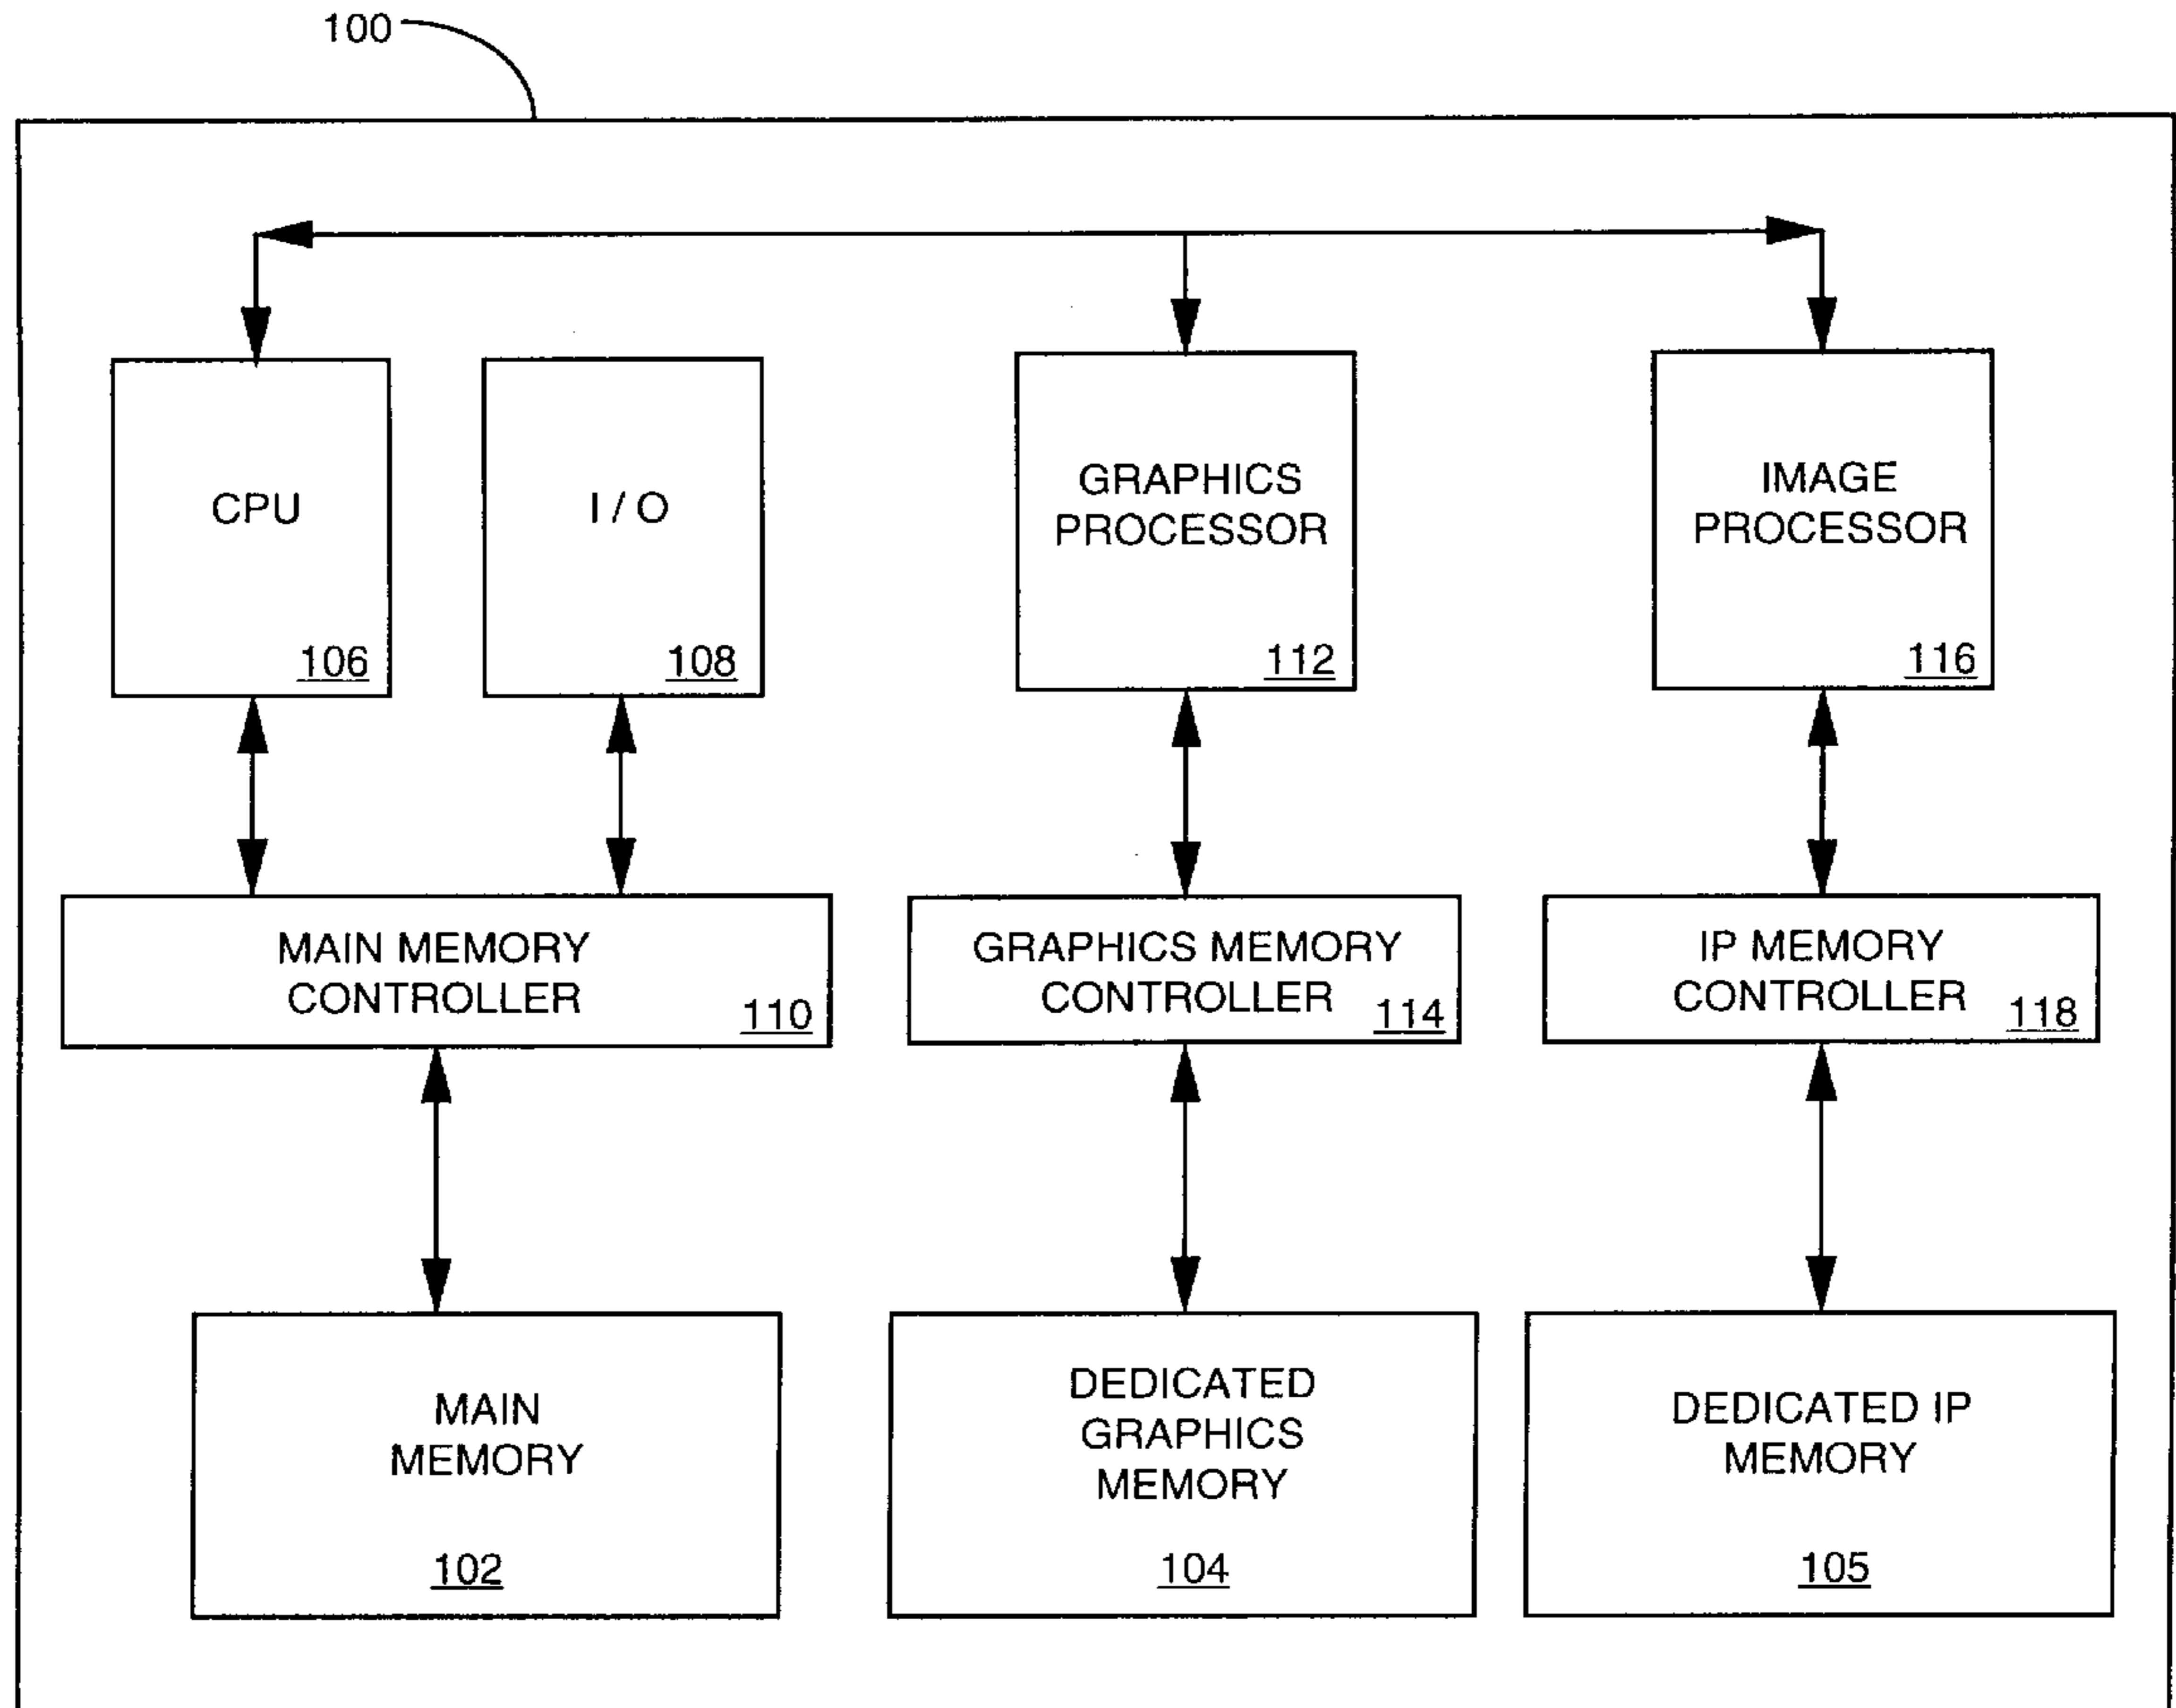 100
CPU
106
I / O
108
GRAPHICS
PROCESSOR
112
IMAGE
PROCESSOR
116
MAIN MEMORY
CONTROLLER
110
GRAPHICS MEMORY
CONTROLLER
114
IP MEMORY
CONTROLLER
118
MAIN
MEMORY
102
DEDICATED
GRAPHICS
MEMORY
104
DEDICATED IP
MEMORY
105